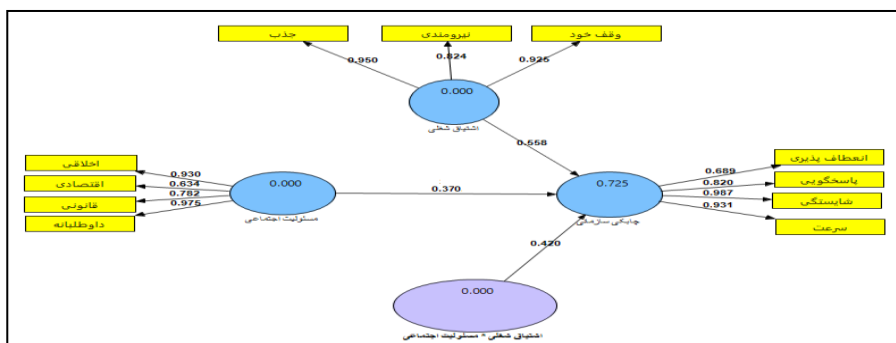 جذب
نیرومندی
وقف خود
0.950
0.824
0.925
0.000
اشتیاق شغلی
0.558
اخلاقی
اقتصادی
قانونی
داوطلبانه
0.930
0.634
0.782
0.975
0.000
مسئولیت اجتماعی
0.370
0.725
چابکی سازمانی
0.689
0.820
0.987
0.931
انعطاف پذیری
پاسخگویی
شایستگی
سرعت
0.420
0.000
اشتیاق شغلی * مسئولیت اجتماعی